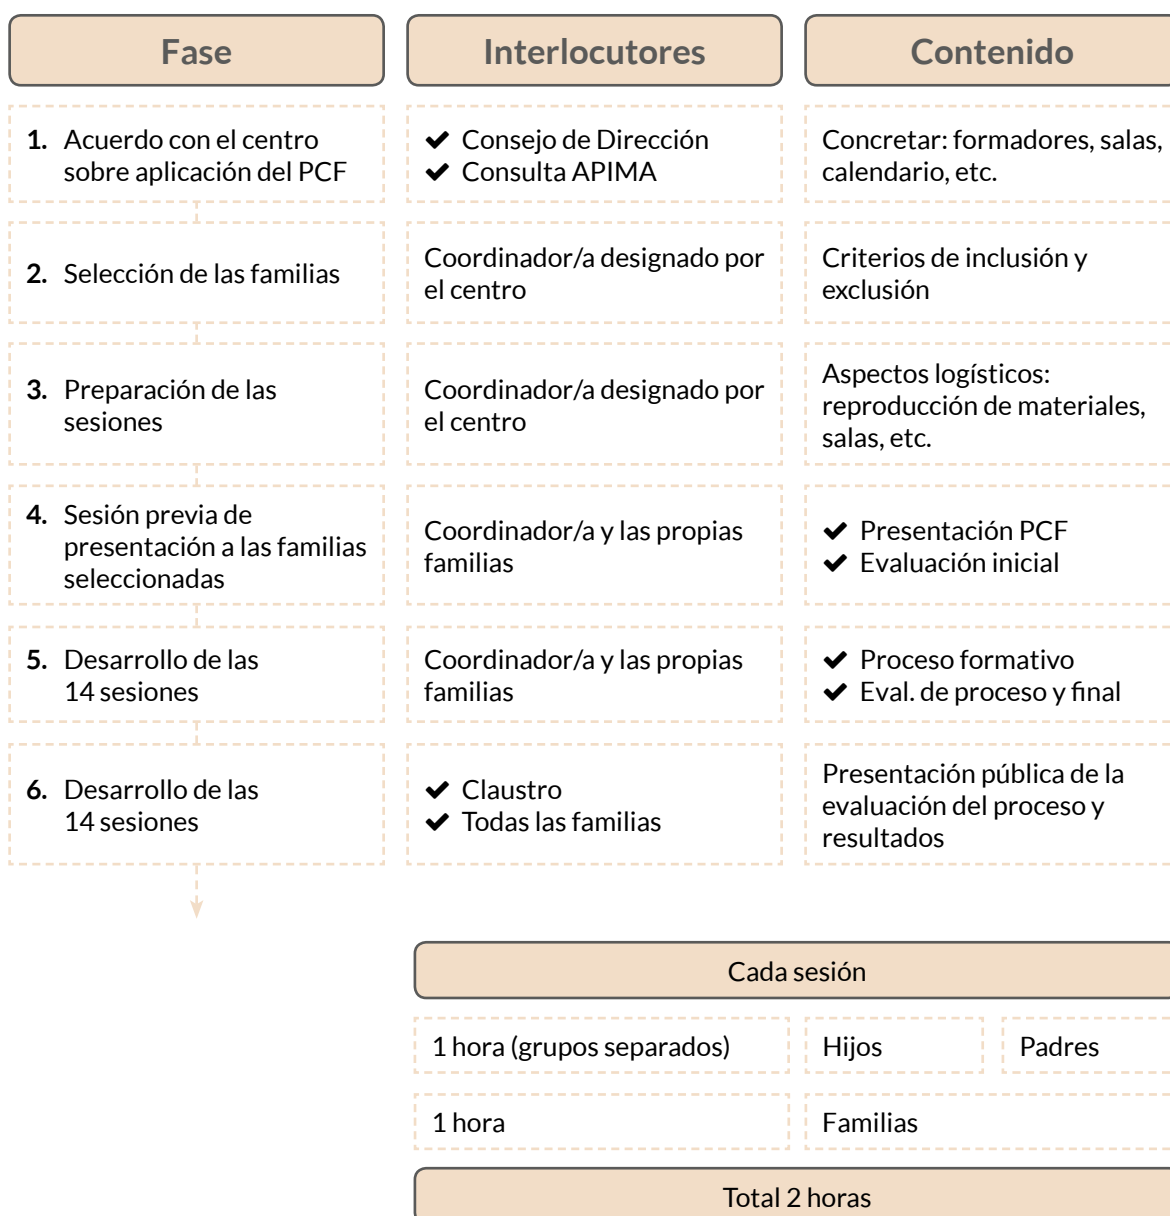 Fase
Interlocutores
Contenido
1. Acuerdo con el centro
sobre aplicación del PCF
✔ Consejo de Dirección
✔ Consulta APIMA
Concretar: formadores, salas,
calendario, etc.
2. Selección de las familias
Coordinador/a designado por
el centro
Criterios de inclusión y
exclusión
3. Preparación de las
sesiones
Coordinador/a designado por
el centro
Aspectos logísticos:
reproducción de materiales,
salas, etc.
4. Sesión previa de
presentación a las familias
seleccionadas
Coordinador/a y las propias
familias
✔ Presentación PCF
✔ Evaluación inicial
5. Desarrollo de las
14 sesiones
Coordinador/a y las propias
familias
✔ Proceso formativo
✔ Eval. de proceso y final
6. Desarrollo de las
14 sesiones
✔ Claustro
✔ Todas las familias
Presentación pública de la
evaluación del proceso y
resultados
Cada sesión
1 hora (grupos separados)
Hijos
Padres
1 hora
Familias
Total 2 horas